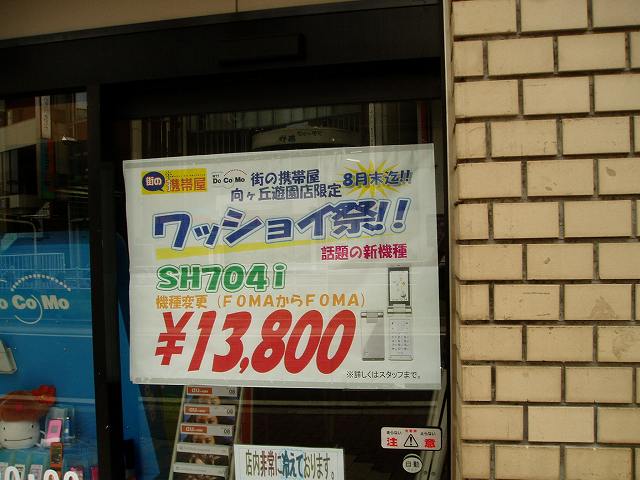 街の
携帯屋
DoCoMo
街の携帯屋
向ヶ丘遊園店限定
8月末迄!!
ワッショイ祭!!
話題の新機種
SH704i
機種変更（FOMAからFOMA）
¥13,800
※詳しくはスタッフまで。
DoCoMo
注意
自動
店内非常に冷えております。